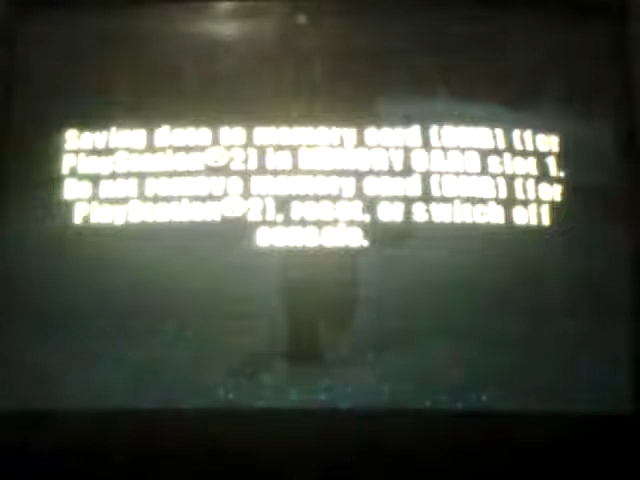 Saving data to memory card (8MB) (for
PlayStation®2) in MEMORY CARD slot 1.
Do not remove memory card (8MB) (for
PlayStation®2), reset, or switch off
console.